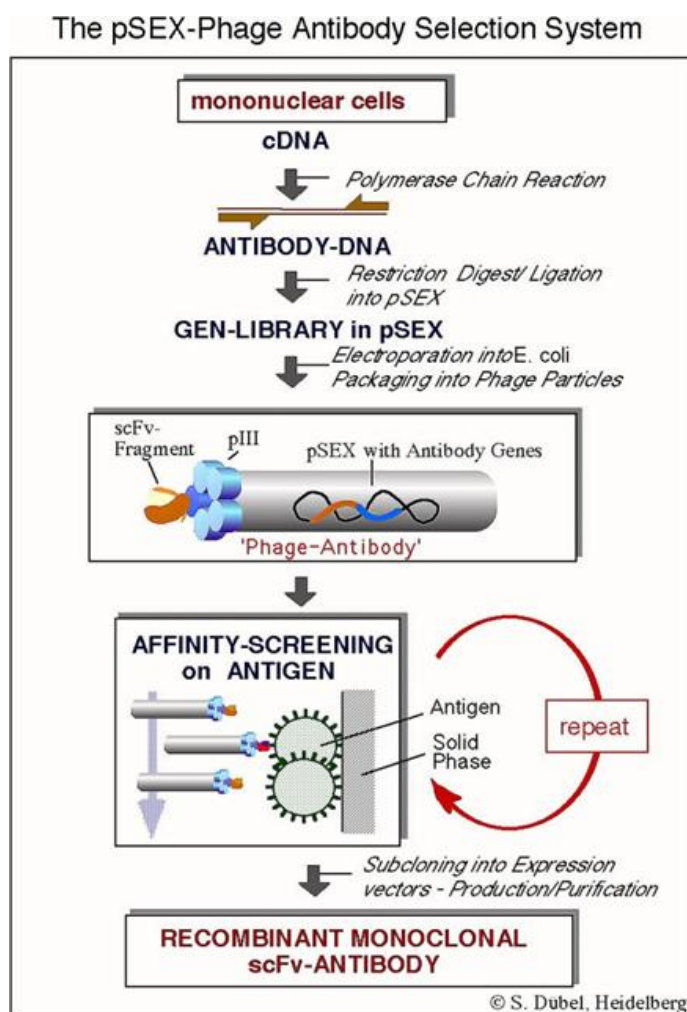 The pSEX-Phage Antibody Selection System
mononuclear cells
cDNA
Polymerase Chain Reaction
ANTIBODY-DNA
Restriction Digest/ Ligation
into pSEX
GEN-LIBRARY in pSEX
Electroporation into E. coli
Packaging into Phage Particles
scFv-
Fragment
pIII
pSEX with Antibody Genes
'Phage-Antibody'
AFFINITY-SCREENING
on ANTIGEN
Antigen
Solid
Phase
repeat
Subcloning into Expression
vectors - Production/Purification
RECOMBINANT MONOCLONAL
scFv-ANTIBODY
© S. Dübel, Heidelberg